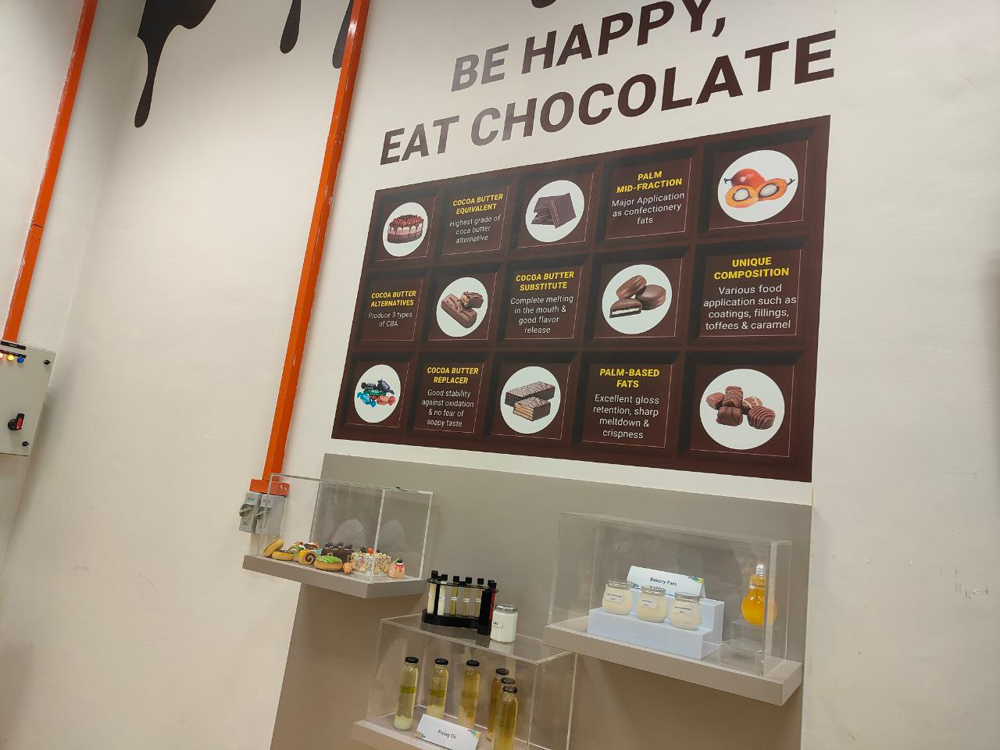 BE HAPPY,
EAT CHOCOLATE
COCOA BUTTER
EQUIVALENT
Highest grade of
coca butter
alternative
PALM
MID-FRACTION
Major Application
as confectionery
fats
COCOA BUTTER
ALTERNATIVES
Produce 3 types
of CBA
COCOA BUTTER
SUBSTITUTE
Complete melting
in the mouth &
good flavor
release
UNIQUE
COMPOSITION
Various food
application such as
coatings, fillings,
toffees & caramel
COCOA BUTTER
REPLACER
Good stability
against oxidation
& no fear of
soapy taste
PALM-BASED
FATS
Excellent gloss
retention, sharp
meltdown &
crispness
Bakery Fats
Frying Oil